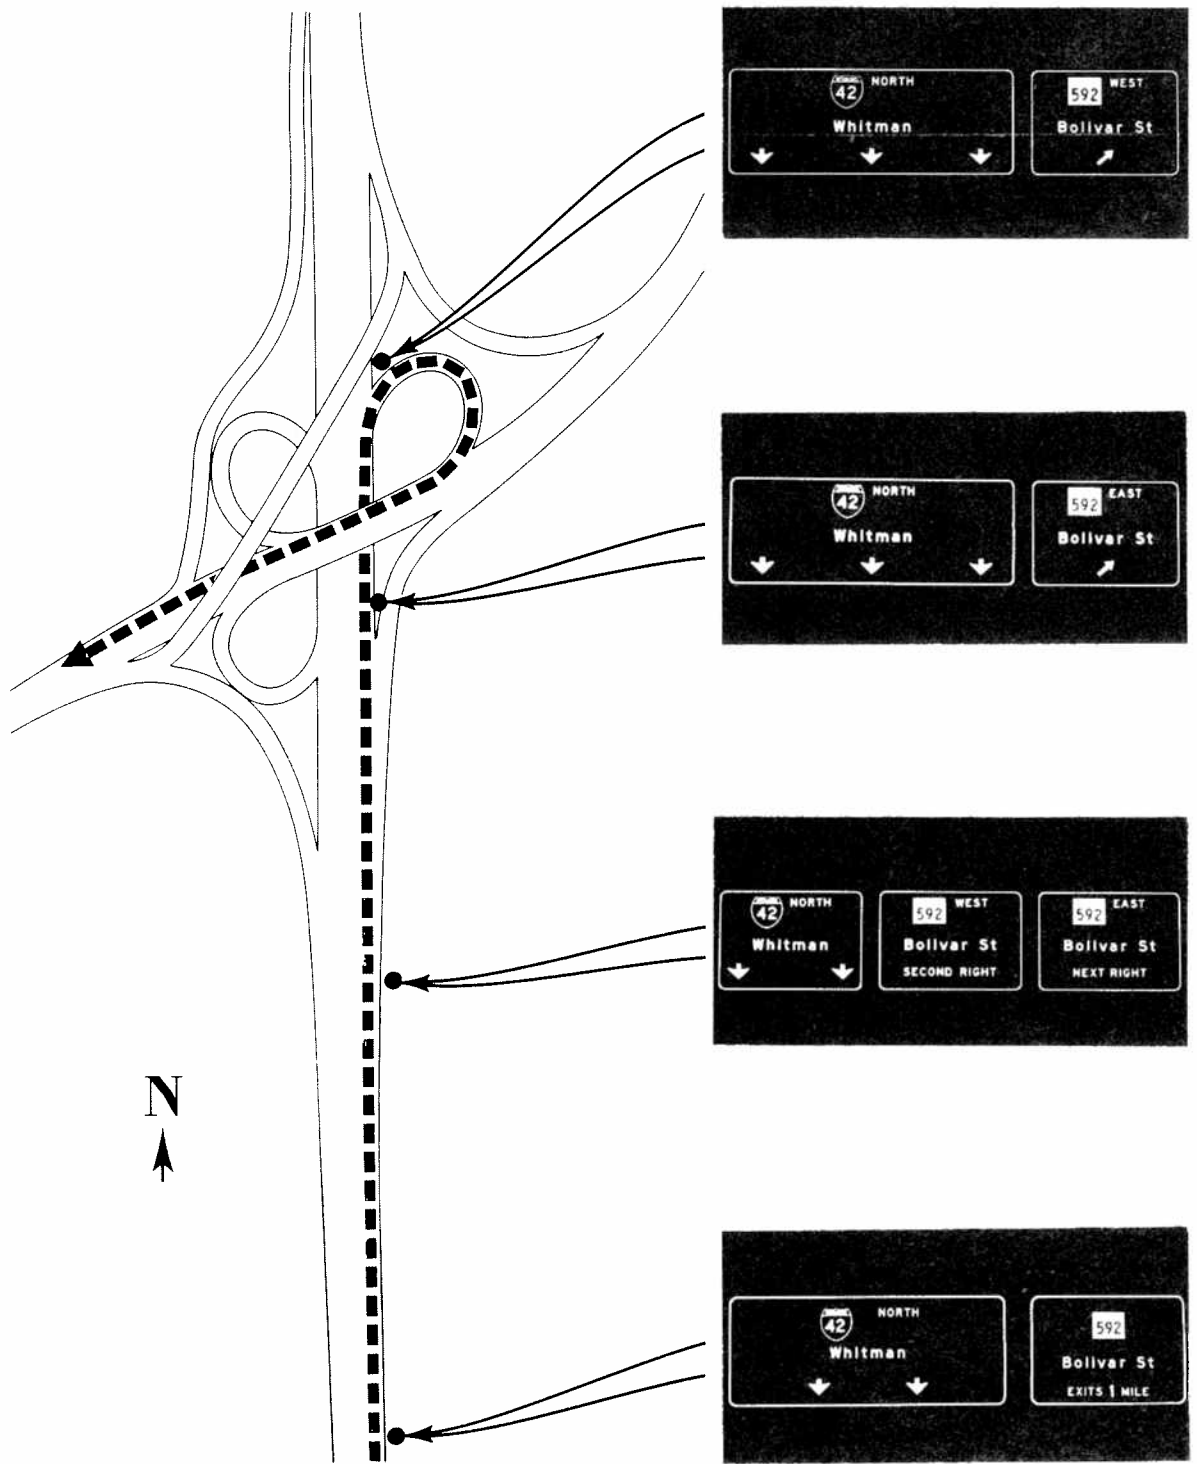 42 NORTH
Whitman
592 WEST
Bolivar St
42 NORTH
Whitman
592 EAST
Bolivar St
42 NORTH
Whitman
592 WEST
Bolivar St
SECOND RIGHT
592 EAST
Bolivar St
NEXT RIGHT
N
42 NORTH
Whitman
592
Bolivar St
EXITS 1 MILE